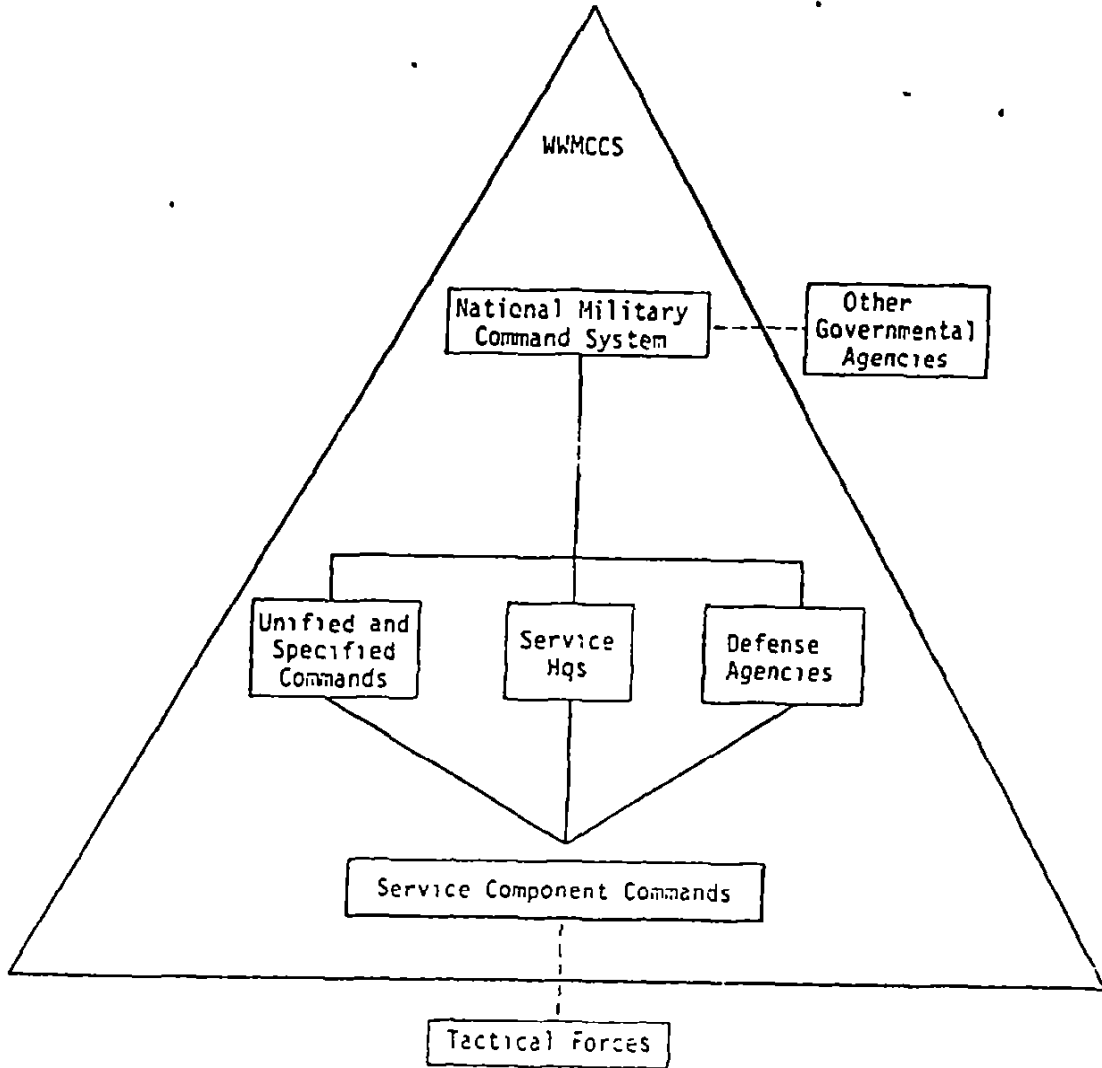 WWMCCS
National Military
Command System
Other
Governmental
Agencies
Unified and
Specified
Commands
Service
Hqs
Defense
Agencies
Service Component Commands
Tactical Forces